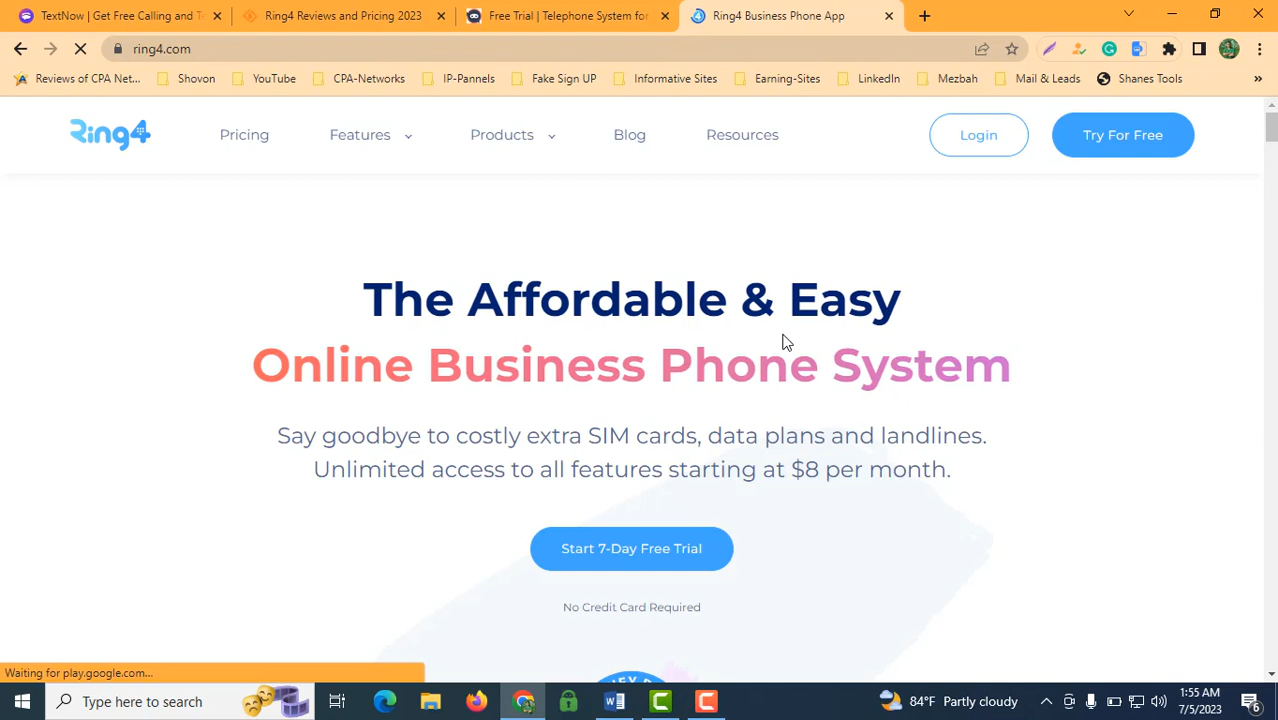 TextNow | Get Free Calling and Te
Ring4 Reviews and Pricing 2023
Free Trial | Telephone System for
Ring4 Business Phone App
ring4.com
Reviews of CPA Net...
Shovon
YouTube
CPA-Networks
IP-Pannels
Fake Sign UP
Informative Sites
Earning-Sites
LinkedIn
Mezbah
Mail & Leads
Shanes Tools
Ring4
Pricing
Features
Products
Blog
Resources
Login
Try For Free
The Affordable & Easy
Online Business Phone System
Say goodbye to costly extra SIM cards, data plans and landlines.
Unlimited access to all features starting at $8 per month.
Start 7-Day Free Trial
No Credit Card Required
Waiting for play.google.com...
Type here to search
84°F Partly cloudy
1:55 AM
7/5/2023
6